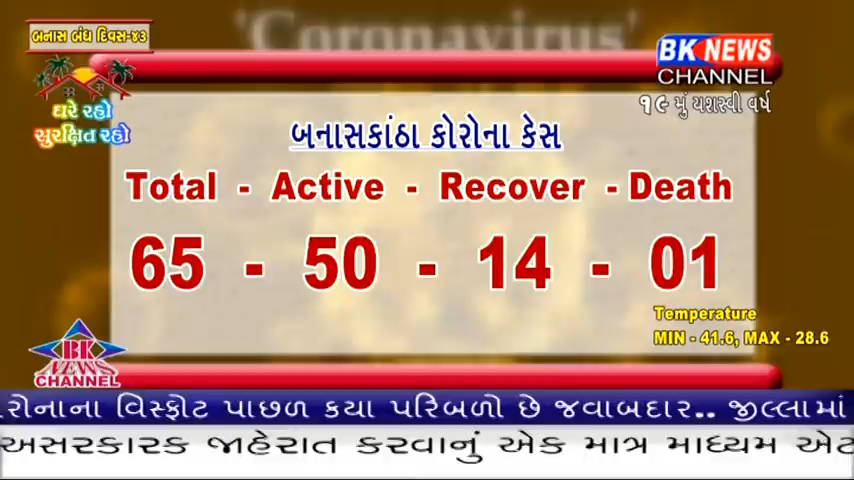 'Coronavirus'
બનાસ બંધ દિવસ-૪૩
BK NEWS
CHANNEL
૧૯ મું યશસ્વી વર્ષ
ઘરે રહો
સુરક્ષિત રહો
બનાસકાંઠા કોરોના કેસ
Total - Active - Recover - Death
65 - 50 - 14 - 01
Temperature
MIN - 41.6, MAX - 28.6
BK
NEWS
CHANNEL
રોનાના વિસ્ફોટ પાછળ કયા પરિબળો છે જવાબદાર.. જીલ્લામાં
અસરકારક જાહેરાત કરવાનું એક માત્ર માધ્યમ એટ